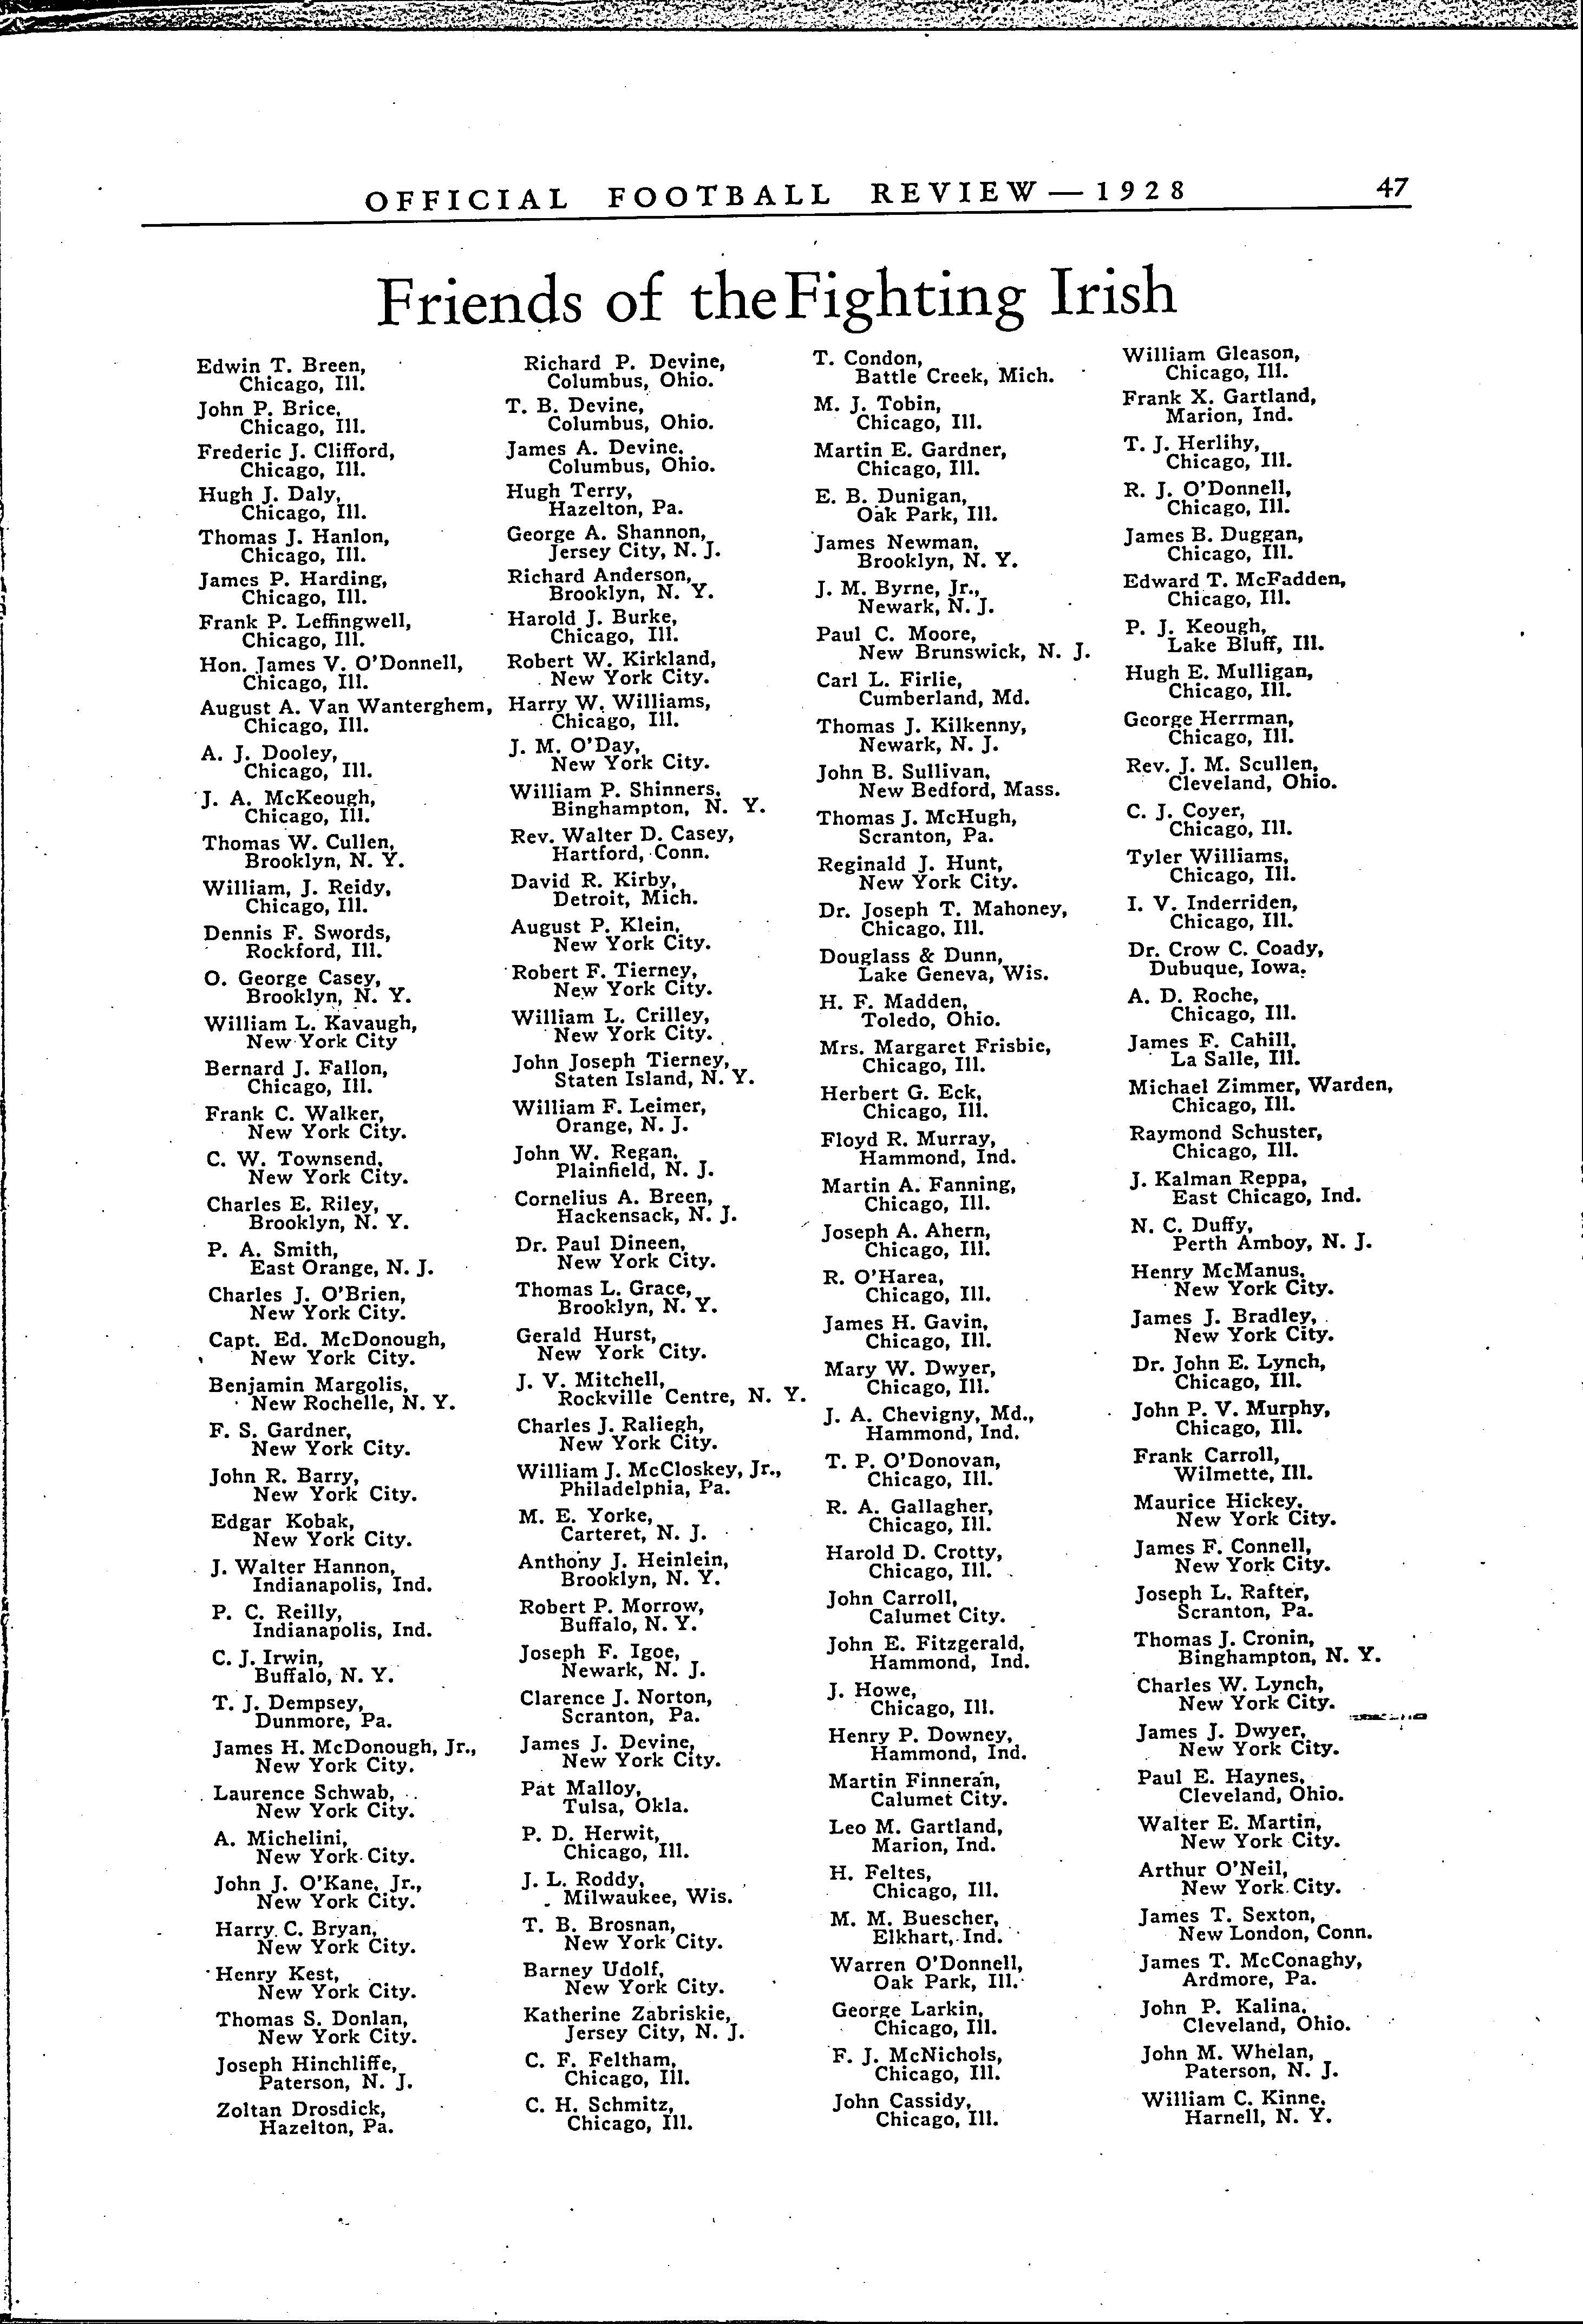 OFFICIAL FOOTBALL REVIEW — 1928 47
Friends of the Fighting Irish
Edwin T. Breen,
Chicago, Ill.
John P. Brice,
Chicago, Ill.
Frederic J. Clifford,
Chicago, Ill.
Hugh J. Daly,
Chicago, Ill.
Thomas J. Hanlon,
Chicago, Ill.
James P. Harding,
Chicago, Ill.
Frank P. Leffingwell,
Chicago, Ill.
Hon. James V. O'Donnell,
Chicago, Ill.
August A. Van Wanterghem,
Chicago, Ill.
A. J. Dooley,
Chicago, Ill.
J. A. McKeough,
Chicago, Ill.
Thomas W. Cullen,
Brooklyn, N. Y.
William, J. Reidy,
Chicago, Ill.
Dennis F. Swords,
Rockford, Ill.
O. George Casey,
Brooklyn, N. Y.
William L. Kavaugh,
New York City
Bernard J. Fallon,
Chicago, Ill.
Frank C. Walker,
New York City.
C. W. Townsend,
New York City.
Charles E. Riley,
Brooklyn, N. Y.
P. A. Smith,
East Orange, N. J.
Charles J. O'Brien,
New York City.
Capt. Ed. McDonough,
New York City.
Benjamin Margolis,
New Rochelle, N. Y.
F. S. Gardner,
New York City.
John R. Barry,
New York City.
Edgar Kobak,
New York City.
J. Walter Hannon,
Indianapolis, Ind.
P. C. Reilly,
Indianapolis, Ind.
C. J. Irwin,
Buffalo, N. Y.
T. J. Dempsey,
Dunmore, Pa.
James H. McDonough, Jr.,
New York City.
Laurence Schwab,
New York City.
A. Michelini,
New York City.
John J. O'Kane, Jr.,
New York City.
Harry C. Bryan,
New York City.
Henry Kest,
New York City.
Thomas S. Donlan,
New York City.
Joseph Hinchliffe,
Paterson, N. J.
Zoltan Drosdick,
Hazelton, Pa.
Richard P. Devine,
Columbus, Ohio.
T. B. Devine,
Columbus, Ohio.
James A. Devine,
Columbus, Ohio.
Hugh Terry,
Hazelton, Pa.
George A. Shannon,
Jersey City, N. J.
Richard Anderson,
Brooklyn, N. Y.
Harold J. Burke,
Chicago, Ill.
Robert W. Kirkland,
New York City.
Harry W. Williams,
Chicago, Ill.
J. M. O'Day,
New York City.
William P. Shinners,
Binghampton, N. Y.
Rev. Walter D. Casey,
Hartford, Conn.
David R. Kirby,
Detroit, Mich.
August P. Klein,
New York City.
Robert F. Tierney,
New York City.
William L. Crilley,
New York City.
John Joseph Tierney,
Staten Island, N. Y.
William F. Leimer,
Orange, N. J.
John W. Regan,
Plainfield, N. J.
Cornelius A. Breen,
Hackensack, N. J.
Dr. Paul Dineen,
New York City.
Thomas L. Grace,
Brooklyn, N. Y.
Gerald Hurst,
New York City.
J. V. Mitchell,
Rockville Centre, N. Y.
Charles J. Raliegh,
New York City.
William J. McCloskey, Jr.,
Philadelphia, Pa.
M. E. Yorke,
Carteret, N. J.
Anthony J. Heinlein,
Brooklyn, N. Y.
Robert P. Morrow,
Buffalo, N. Y.
Joseph F. Igoe,
Newark, N. J.
Clarence J. Norton,
Scranton, Pa.
James J. Devine,
New York City.
Pat Malloy,
Tulsa, Okla.
P. D. Herwit,
Chicago, Ill.
J. L. Roddy,
Milwaukee, Wis.
T. B. Brosnan,
New York City.
Barney Udolf,
New York City.
Katherine Zabriskie,
Jersey City, N. J.
C. F. Feltham,
Chicago, Ill.
C. H. Schmitz,
Chicago, Ill.
T. Condon,
Battle Creek, Mich.
M. J. Tobin,
Chicago, Ill.
Martin E. Gardner,
Chicago, Ill.
E. B. Dunigan,
Oak Park, Ill.
James Newman,
Brooklyn, N. Y.
J. M. Byrne, Jr.,
Newark, N. J.
Paul C. Moore,
New Brunswick, N. J.
Carl L. Firlie,
Cumberland, Md.
Thomas J. Kilkenny,
Newark, N. J.
John B. Sullivan,
New Bedford, Mass.
Thomas J. McHugh,
Scranton, Pa.
Reginald J. Hunt,
New York City.
Dr. Joseph T. Mahoney,
Chicago, Ill.
Douglass & Dunn,
Lake Geneva, Wis.
H. F. Madden,
Toledo, Ohio.
Mrs. Margaret Frisbie,
Chicago, Ill.
Herbert G. Eck,
Chicago, Ill.
Floyd R. Murray,
Hammond, Ind.
Martin A. Fanning,
Chicago, Ill.
Joseph A. Ahern,
Chicago, Ill.
R. O'Harea,
Chicago, Ill.
James H. Gavin,
Chicago, Ill.
Mary W. Dwyer,
Chicago, Ill.
J. A. Chevigny, Md.,
Hammond, Ind.
T. P. O'Donovan,
Chicago, Ill.
R. A. Gallagher,
Chicago, Ill.
Harold D. Crotty,
Chicago, Ill.
John Carroll,
Calumet City.
John E. Fitzgerald,
Hammond, Ind.
J. Howe,
Chicago, Ill.
Henry P. Downey,
Hammond, Ind.
Martin Finneran,
Calumet City.
Leo M. Gartland,
Marion, Ind.
H. Feltes,
Chicago, Ill.
M. M. Buescher,
Elkhart, Ind.
Warren O'Donnell,
Oak Park, Ill.
George Larkin,
Chicago, Ill.
F. J. McNichols,
Chicago, Ill.
John Cassidy,
Chicago, Ill.
William Gleason,
Chicago, Ill.
Frank X. Gartland,
Marion, Ind.
T. J. Herlihy,
Chicago, Ill.
R. J. O'Donnell,
Chicago, Ill.
James B. Duggan,
Chicago, Ill.
Edward T. McFadden,
Chicago, Ill.
P. J. Keough,
Lake Bluff, Ill.
Hugh E. Mulligan,
Chicago, Ill.
George Herrman,
Chicago, Ill.
Rev. J. M. Scullen,
Cleveland, Ohio.
C. J. Coyer,
Chicago, Ill.
Tyler Williams,
Chicago, Ill.
I. V. Inderriden,
Chicago, Ill.
Dr. Crow C. Coady,
Dubuque, Iowa.
A. D. Roche,
Chicago, Ill.
James F. Cahill,
La Salle, Ill.
Michael Zimmer, Warden,
Chicago, Ill.
Raymond Schuster,
Chicago, Ill.
J. Kalman Reppa,
East Chicago, Ind.
N. C. Duffy,
Perth Amboy, N. J.
Henry McManus,
New York City.
James J. Bradley,
New York City.
Dr. John E. Lynch,
Chicago, Ill.
John P. V. Murphy,
Chicago, Ill.
Frank Carroll,
Wilmette, Ill.
Maurice Hickey,
New York City.
James F. Connell,
New York City.
Joseph L. Rafter,
Scranton, Pa.
Thomas J. Cronin,
Binghampton, N. Y.
Charles W. Lynch,
New York City.
James J. Dwyer,
New York City.
Paul E. Haynes,
Cleveland, Ohio.
Walter E. Martin,
New York City.
Arthur O'Neil,
New York City.
James T. Sexton,
New London, Conn.
James T. McConaghy,
Ardmore, Pa.
John P. Kalina,
Cleveland, Ohio.
John M. Whelan,
Paterson, N. J.
William C. Kinne,
Harnell, N. Y.